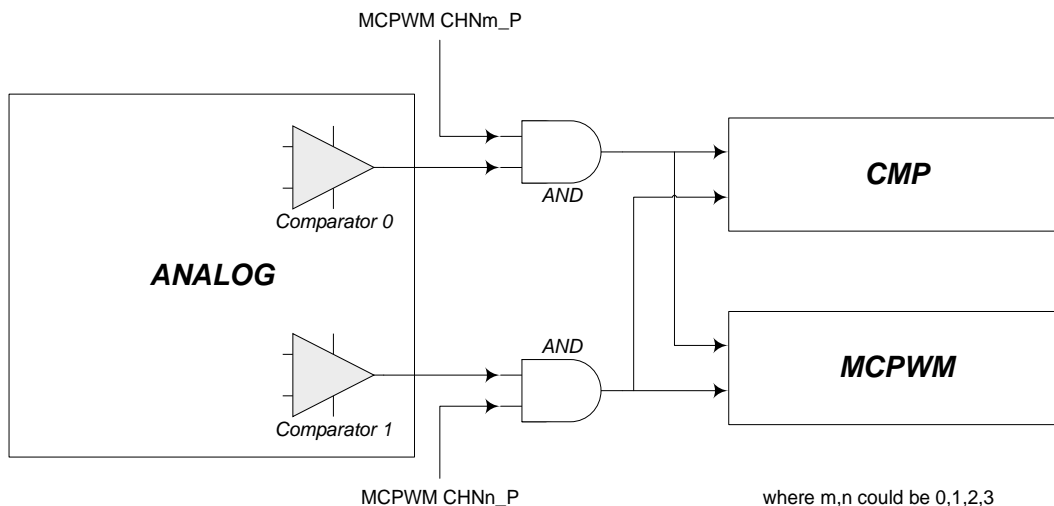 MCPWM CHNm_P
AND
CMP
Comparator 0
ANALOG
AND
MCPWM
Comparator 1
MCPWM CHNn_P
where m,n could be 0,1,2,3